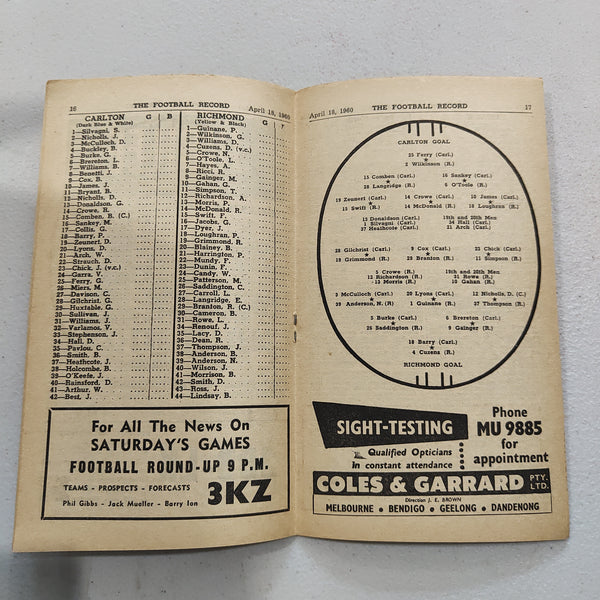 16 THE FOOTBALL RECORD April 18, 1960
CARLTON G B
(Dark Blue & White)
1—Silvagni, S.
2—Nicholls, J.
3—McCulloch, D.
4—Buckley, B.
5—Burke, G.
6—Brereton, L.
7—Williams, B.
8—Benetti, J.
9—Cox, B.
10—James, J.
11—Bryant, B.
12—Nicholls, D.
13—Donaldson, G.
14—Crowe, R.
15—Comben, B. (C.)
16—Sankey, M.
17—Collis, G.
18—Barry, P.
19—Zeunert, D.
20—Lyons, D.
21—Arch, W.
22—Strauch, D.
23—Chick, J. (v.c.)
24—Garra, V.
25—Ferry, G.
26—Miers, M.
27—Davison, C.
28—Gilchrist, G.
29—Huxtable, G.
30—Sullivan, J.
31—Williams, J.
32—Varlamos, V.
33—Stephenson, J.
34—Hall, D.
35—Pavlou, C.
36—Smith, B.
37—Heathcote, J.
38—Holcombe, B.
39—O'Keefe, J.
40—Rainsford, D.
41—Arthur, W.
42—Best, J.
RICHMOND G
(Yellow & Black)
1—Guinane, P.
2—Wilkinson, G.
3—Williams, D.
4—Cuzens, D. (v.c.)
5—Crowe, N.
6—O'Toole, L.
7—Hayes, A.
8—Ricci, R.
9—Gainger, M.
10—Gahan, G.
11—Simpson, T.
12—Richardson, A.
13—Morris, P.
14—McDonald, R.
15—Swift, F.
16—Jacobs, G.
17—Dyer, J.
18—Loughran, P.
19—Grimmond, R.
20—Blainey, B.
21—Harrington, P.
22—Mundy, F.
23—Dunin, F.
24—Candy, W.
25—Patterson, M.
26—Saddington, C.
27—Carroll, L.
28—Langridge, E.
29—Branton, R. (C.)
30—Cameron, B.
31—Rowe, L.
34—Renouf, J.
35—Lacy, D.
36—Dean, R.
37—Thompson, J.
38—Anderson, B.
39—Anderson, N.
40—Wilson, J.
41—Morrison, B.
42—Smith, D.
43—Ross, J.
44—Lindsay, B.
For All The News On
SATURDAY'S GAMES
FOOTBALL ROUND-UP 9 P.M.
TEAMS - PROSPECTS - FORECASTS
Phil Gibbs - Jack Mueller - Barry Ion
3KZ
April 18, 1960 THE FOOTBALL RECORD 17
CARLTON GOAL
25 Ferry (Carl.)
2 Wilkinson (R.)
15 Comben (Carl.) 16 Sankey (Carl.)
28 Langridge (R.) 6 O'Toole (R.)
19 Zeunert (Carl.) 14 Crowe (Carl.) 10 James (Carl.)
15 Swift (R.) 14 McDonald (R.) 18 Loughran (R.)
13 Donaldson (Carl.) 19th and 20th Men
1 Silvagni (Carl.) 34 Hall (Carl.)
37 Heathcote (Carl.) 21 Arch (Carl.)
28 Gilchrist (Carl.) 9 Cox (Carl.) 23 Chick (Carl.)
19 Grimmond (R.) 29 Branton (R.) 11 Simpson (R.)
5 Crowe (R.) 19th and 20th Men
12 Richardson (R.) 31 Rowe (R.)
13 Morris (R.) 10 Gahan (R.)
3 McCulloch (Carl.) 20 Lyons (Carl.) 12 Nicholls, D. (C.)
39 Anderson, N. (R.) 1 Guinane (R.) 37 Thompson (R.)
5 Burke (Carl.) 6 Brereton (Carl.)
26 Saddington (R.) 9 Gainger (R.)
18 Barry (Carl.)
4 Cuzens (R.)
RICHMOND GOAL
SIGHT-TESTING
Qualified Opticians
in constant attendance
Phone
MU 9885
for
appointment
COLES & GARRARD PTY. LTD.
Direction J. E. BROWN
MELBOURNE • BENDIGO • GEELONG • DANDENONG